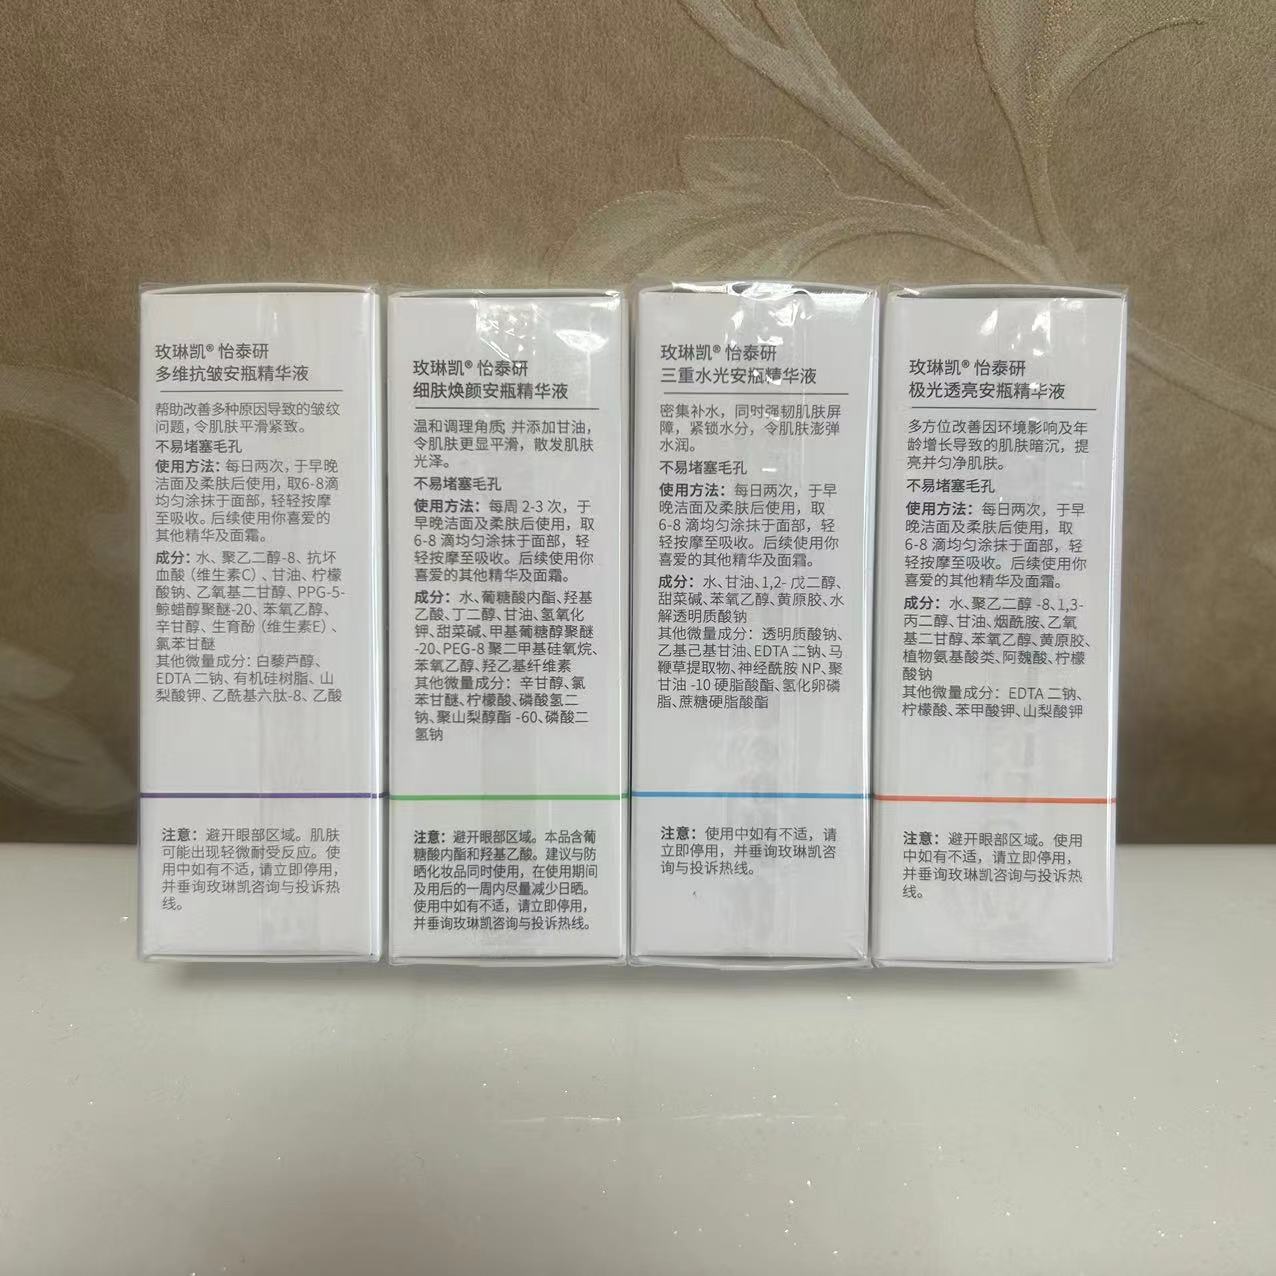 玫琳凯® 怡泰研
多维抗皱安瓶精华液
帮助改善多种原因导致的皱纹
问题，令肌肤平滑紧致。
不易堵塞毛孔
使用方法：每日两次，于早晚
洁面及柔肤后使用，取6-8滴
均匀涂抹于面部，轻轻按摩
至吸收。后续使用你喜爱的
其他精华及面霜。
成分：水、聚乙二醇-8、抗坏
血酸（维生素C）、甘油、柠檬
酸钠、乙氧基二甘醇、PPG-5-
鲸蜡醇聚醚-20、苯氧乙醇、
辛甘醇、生育酚（维生素E）、
氯苯甘醚
其他微量成分：白藜芦醇、
EDTA 二钠、有机硅树脂、山
梨酸钾、乙酰基六肽-8、乙酸
注意：避开眼部区域。肌肤
可能出现轻微耐受反应。使
用中如有不适，请立即停用，
并垂询玫琳凯咨询与投诉热
线。
玫琳凯® 怡泰研
细肤焕颜安瓶精华液
温和调理角质，并添加甘油，
令肌肤更显平滑，散发肌肤
光泽。
不易堵塞毛孔
使用方法：每周 2-3 次，于
早晚洁面及柔肤后使用，取
6-8 滴均匀涂抹于面部，轻
轻按摩至吸收。后续使用你
喜爱的其他精华及面霜。
成分：水、葡糖酸内酯、羟基
乙酸、丁二醇、甘油、氢氧化
钾、甜菜碱、甲基葡糖醇聚醚
-20、PEG-8 聚二甲基硅氧烷、
苯氧乙醇、羟乙基纤维素
其他微量成分：辛甘醇、氯
苯甘醚、柠檬酸、磷酸氢二
钠、聚山梨醇酯 -60、磷酸二
氢钠
注意：避开眼部区域。本品含葡
糖酸内酯和羟基乙酸。建议与防
晒化妆品同时使用，在使用期间
及用后的一周内尽量减少日晒。
使用中如有不适，请立即停用，
并垂询玫琳凯咨询与投诉热线。
玫琳凯® 怡泰研
三重水光安瓶精华液
密集补水，同时强韧肌肤屏
障，紧锁水分，令肌肤澎弹
水润。
不易堵塞毛孔
使用方法：每日两次，于早
晚洁面及柔肤后使用，取
6-8 滴均匀涂抹于面部，轻
轻按摩至吸收。后续使用你
喜爱的其他精华及面霜。
成分：水、甘油、1,2- 戊二醇、
甜菜碱、苯氧乙醇、黄原胶、水
解透明质酸钠
其他微量成分：透明质酸钠、
乙基己基甘油、EDTA 二钠、马
鞭草提取物、神经酰胺 NP、聚
甘油 -10 硬脂酸酯、氢化卵磷
脂、蔗糖硬脂酸酯
注意：使用中如有不适，请
立即停用，并垂询玫琳凯咨
询与投诉热线。
玫琳凯® 怡泰研
极光透亮安瓶精华液
多方位改善因环境影响及年
龄增长导致的肌肤暗沉，提
亮并匀净肌肤。
不易堵塞毛孔
使用方法：每日两次，于早
晚洁面及柔肤后使用，取
6-8 滴均匀涂抹于面部，轻
轻按摩至吸收。后续使用你
喜爱的其他精华及面霜。
成分：水、聚乙二醇 -8、1,3-
丙二醇、甘油、烟酰胺、乙氧
基二甘醇、苯氧乙醇、黄原胶、
植物氨基酸类、阿魏酸、柠檬
酸钠
其他微量成分：EDTA 二钠、
柠檬酸、苯甲酸钾、山梨酸钾
注意：避开眼部区域。使用
中如有不适，请立即停用，
并垂询玫琳凯咨询与投诉热
线。